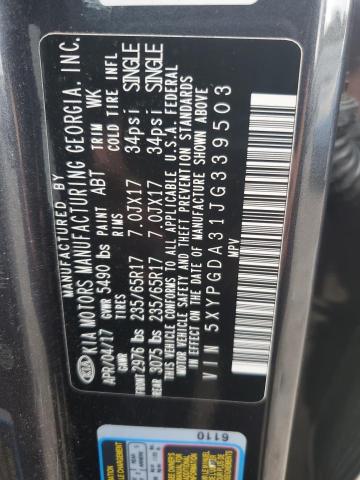 MANUFACTURED BY
KIA KIA MOTORS MANUFACTURING GEORGIA, INC.
APR/04/17 GVWR 5490 lbs PAINT ABT TRIM WK
GAWR TIRES RIMS COLD TIRE INFL
FRONT 2976 lbs 235/65R17 7.0JX17 34psi SINGLE
REAR 3075 lbs 235/65R17 7.0JX17 34psi SINGLE
THIS VEHICLE CONFORMS TO ALL APPLICABLE U.S.A. FEDERAL
MOTOR VEHICLE SAFETY/THEFT PREVENTION
STANDARDS IN EFFECT ON THE DATE OF MANUFACTURE SHOWN ABOVE
VIN 5XYPGDA31JG339503
MPV
6110